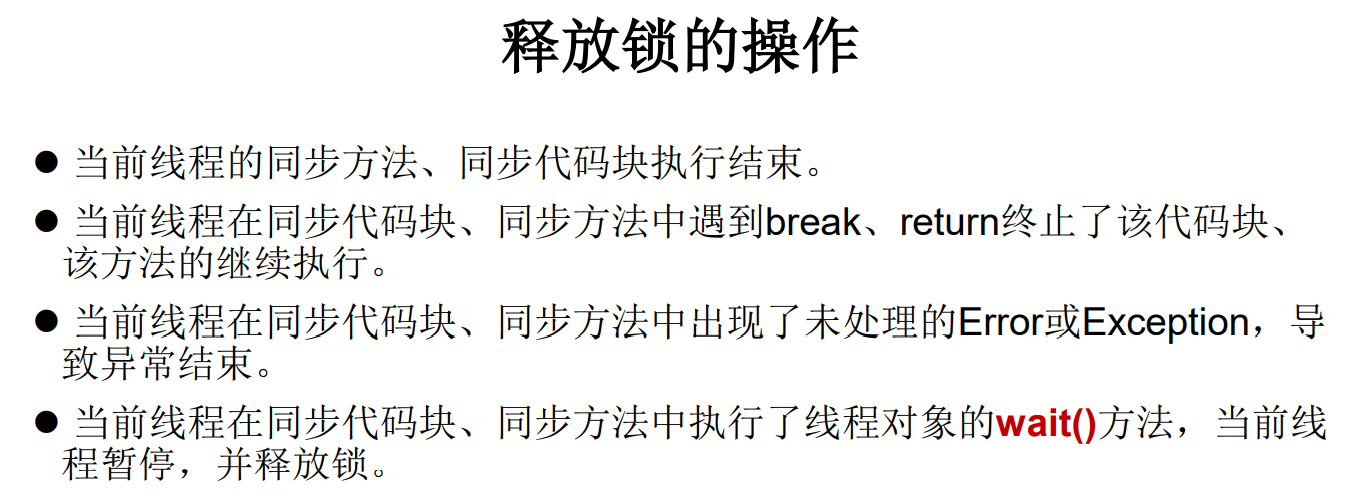 释放锁的操作
● 当前线程的同步方法、同步代码块执行结束。
● 当前线程在同步代码块、同步方法中遇到break、return终止了该代码块、
该方法的继续执行。
● 当前线程在同步代码块、同步方法中出现了未处理的Error或Exception，导
致异常结束。
● 当前线程在同步代码块、同步方法中执行了线程对象的wait()方法，当前线
程暂停，并释放锁。